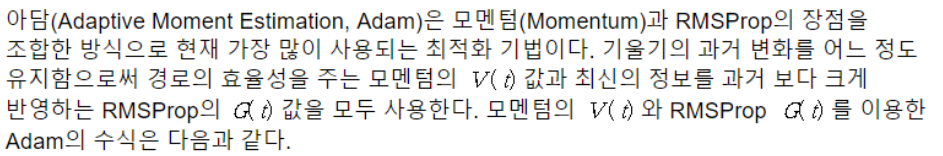 아담(Adaptive Moment Estimation, Adam)은 모멘텀(Momentum)과 RMSProp의 장점을
조합한 방식으로 현재 가장 많이 사용되는 최적화 기법이다. 기울기의 과거 변화를 어느 정도
유지함으로써 경로의 효율성을 주는 모멘텀의 V(t) 값과 최신의 정보를 과거 보다 크게
반영하는 RMSProp의 G(t) 값을 모두 사용한다. 모멘텀의 V(t) 와 RMSProp G(t) 를 이용한
Adam의 수식은 다음과 같다.